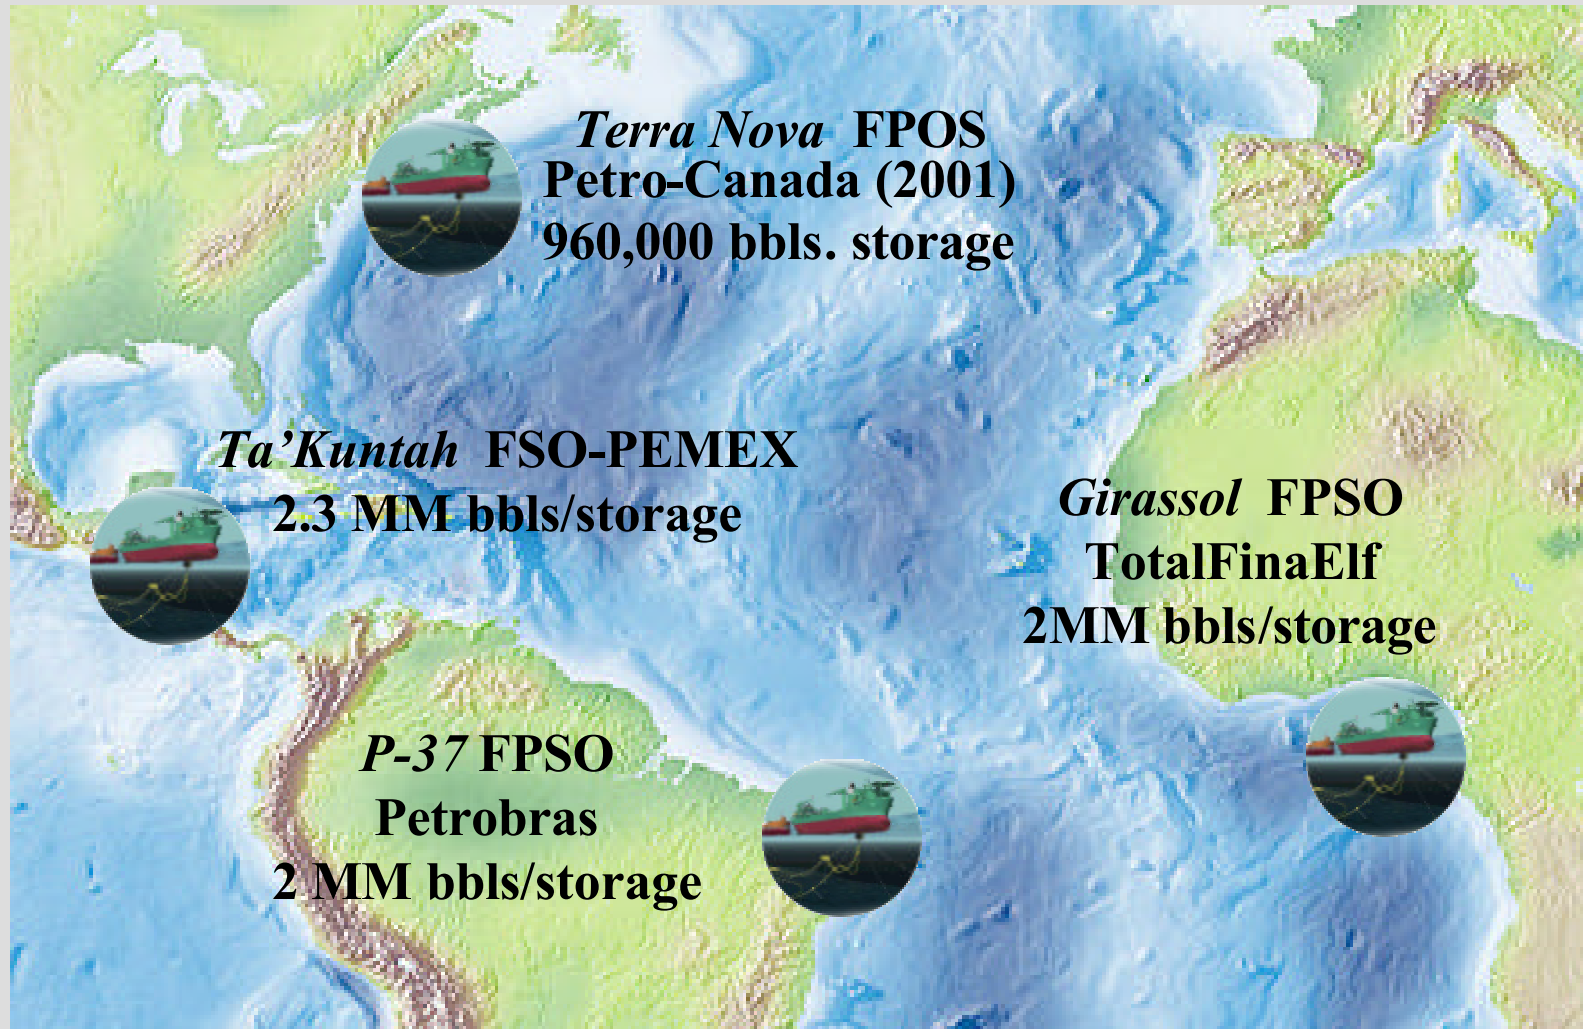 Terra Nova FPOS
Petro-Canada (2001)
960,000 bbls. storage
Ta’Kuntah FSO-PEMEX
2.3 MM bbls/storage
Girassol FPSO
TotalFinaElf
2MM bbls/storage
P-37 FPSO
Petrobras
2 MM bbls/storage